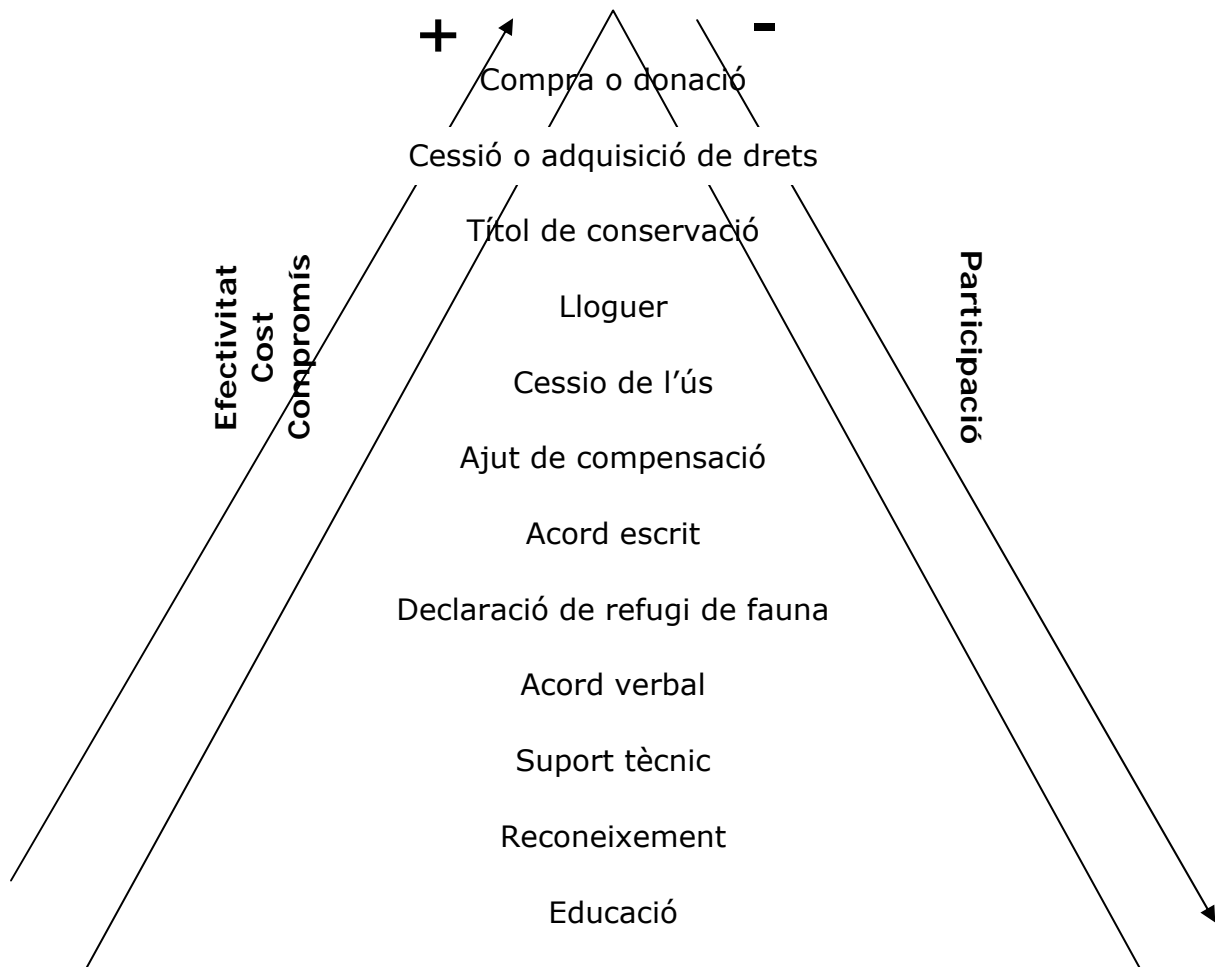 +
-
Compra o donació
Cessió o adquisició de drets
Títol de conservació
Efectivitat
Cost
Compromís
Participació
Lloguer
Cessio de l’ús
Ajut de compensació
Acord escrit
Declaració de refugi de fauna
Acord verbal
Suport tècnic
Reconeixement
Educació